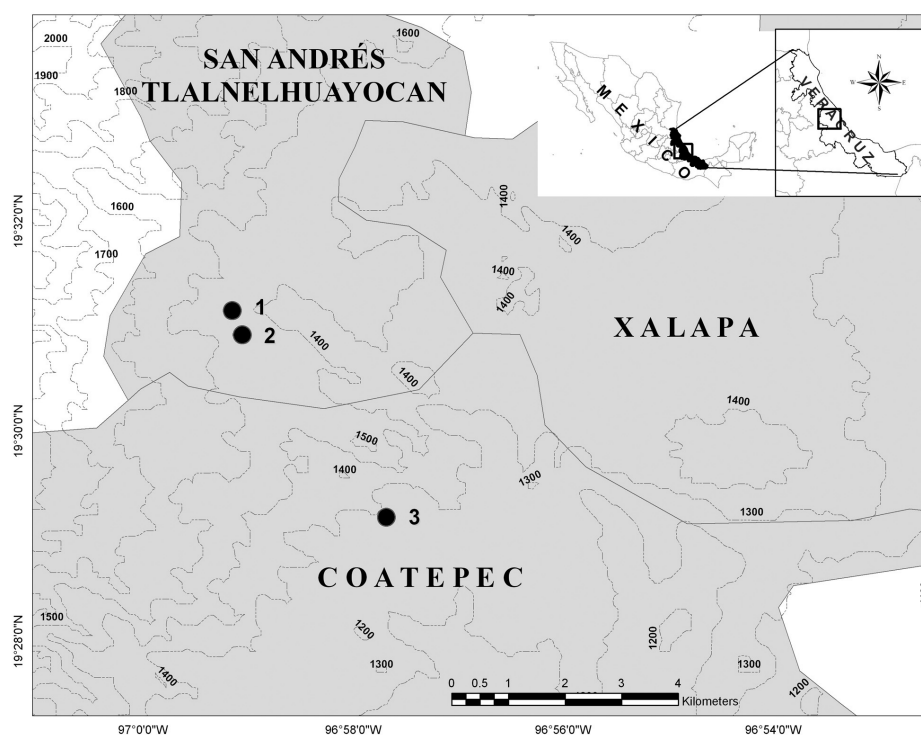 2000
1900
1800
1600
SAN ANDRÉS
TLALNELHUAYOCAN
MEXICO
VERACRUZ
N
W
E
S
19°32'0"N
1600
1700
1400
1400
1400
1400
1
2
1400
1400
XALAPA
1400
19°30'0"N
1500
1400
1300
1300
3
COATEPEC
19°28'0"N
1500
1400
1200
1300
1200
1300
1200
0 0.5 1 2 3 4
Kilometers
97°0'0"W 96°58'0"W 96°56'0"W 96°54'0"W